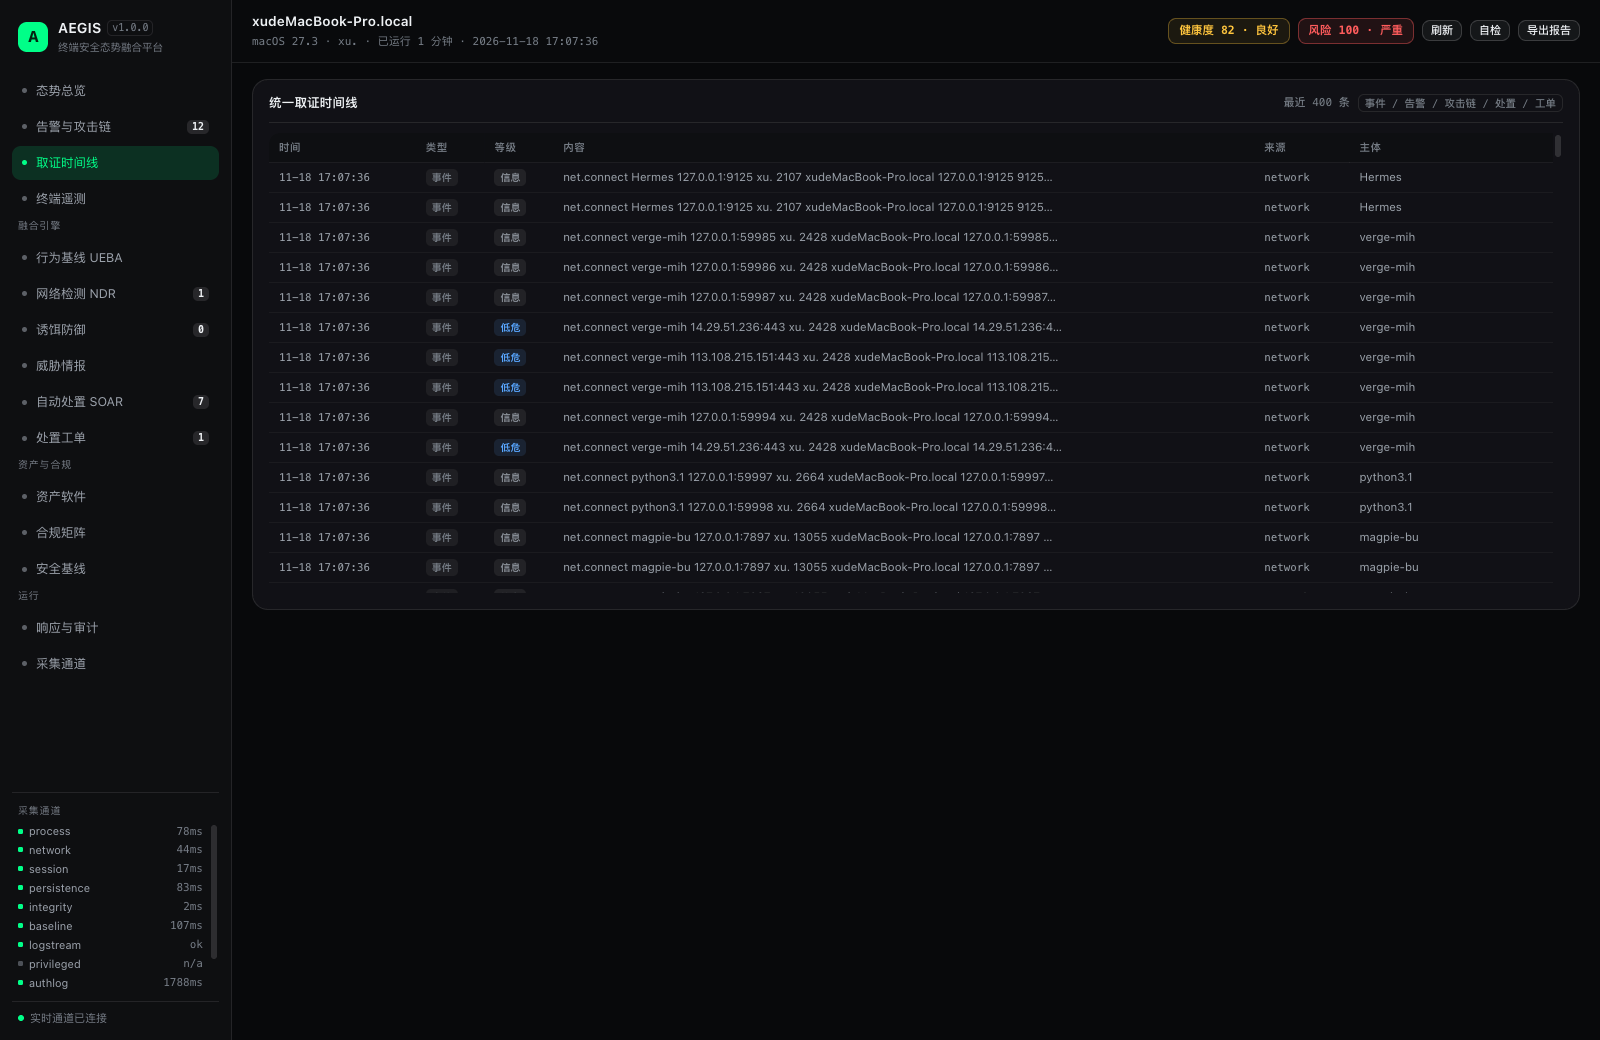 A
AEGIS v1.0.0
终端安全态势融合平台
态势总览
告警与攻击链 12
取证时间线
终端遥测
融合引擎
行为基线 UEBA
网络检测 NDR 1
诱饵防御 0
威胁情报
自动处置 SOAR 7
处置工单 1
资产与合规
资产软件
合规矩阵
安全基线
运行
响应与审计
采集通道
采集通道
process 78ms
network 44ms
session 17ms
persistence 83ms
integrity 2ms
baseline 107ms
logstream ok
privileged n/a
authlog 1788ms
实时通道已连接
xudeMacBook-Pro.local
macOS 27.3 · xu. · 已运行 1 分钟 · 2026-11-18 17:07:36
健康度 82 · 良好 风险 100 · 严重 刷新 自检 导出报告
统一取证时间线 最近 400 条 事件 / 告警 / 攻击链 / 处置 / 工单
时间 类型 等级 内容 来源 主体
11-18 17:07:36 事件 信息 net.connect Hermes 127.0.0.1:9125 xu. 2107 xudeMacBook-Pro.local 127.0.0.1:9125 9125… network Hermes
11-18 17:07:36 事件 信息 net.connect Hermes 127.0.0.1:9125 xu. 2107 xudeMacBook-Pro.local 127.0.0.1:9125 9125… network Hermes
11-18 17:07:36 事件 信息 net.connect verge-mih 127.0.0.1:59985 xu. 2428 xudeMacBook-Pro.local 127.0.0.1:59985… network verge-mih
11-18 17:07:36 事件 信息 net.connect verge-mih 127.0.0.1:59986 xu. 2428 xudeMacBook-Pro.local 127.0.0.1:59986… network verge-mih
11-18 17:07:36 事件 信息 net.connect verge-mih 127.0.0.1:59987 xu. 2428 xudeMacBook-Pro.local 127.0.0.1:59987… network verge-mih
11-18 17:07:36 事件 低危 net.connect verge-mih 14.29.51.236:443 xu. 2428 xudeMacBook-Pro.local 14.29.51.236:4… network verge-mih
11-18 17:07:36 事件 低危 net.connect verge-mih 113.108.215.151:443 xu. 2428 xudeMacBook-Pro.local 113.108.215… network verge-mih
11-18 17:07:36 事件 低危 net.connect verge-mih 113.108.215.151:443 xu. 2428 xudeMacBook-Pro.local 113.108.215… network verge-mih
11-18 17:07:36 事件 信息 net.connect verge-mih 127.0.0.1:59994 xu. 2428 xudeMacBook-Pro.local 127.0.0.1:59994… network verge-mih
11-18 17:07:36 事件 低危 net.connect verge-mih 14.29.51.236:443 xu. 2428 xudeMacBook-Pro.local 14.29.51.236:4… network verge-mih
11-18 17:07:36 事件 信息 net.connect python3.1 127.0.0.1:59997 xu. 2664 xudeMacBook-Pro.local 127.0.0.1:59997… network python3.1
11-18 17:07:36 事件 信息 net.connect python3.1 127.0.0.1:59998 xu. 2664 xudeMacBook-Pro.local 127.0.0.1:59998… network python3.1
11-18 17:07:36 事件 信息 net.connect magpie-bu 127.0.0.1:7897 xu. 13055 xudeMacBook-Pro.local 127.0.0.1:7897 … network magpie-bu
11-18 17:07:36 事件 信息 net.connect magpie-bu 127.0.0.1:7897 xu. 13055 xudeMacBook-Pro.local 127.0.0.1:7897 … network magpie-bu